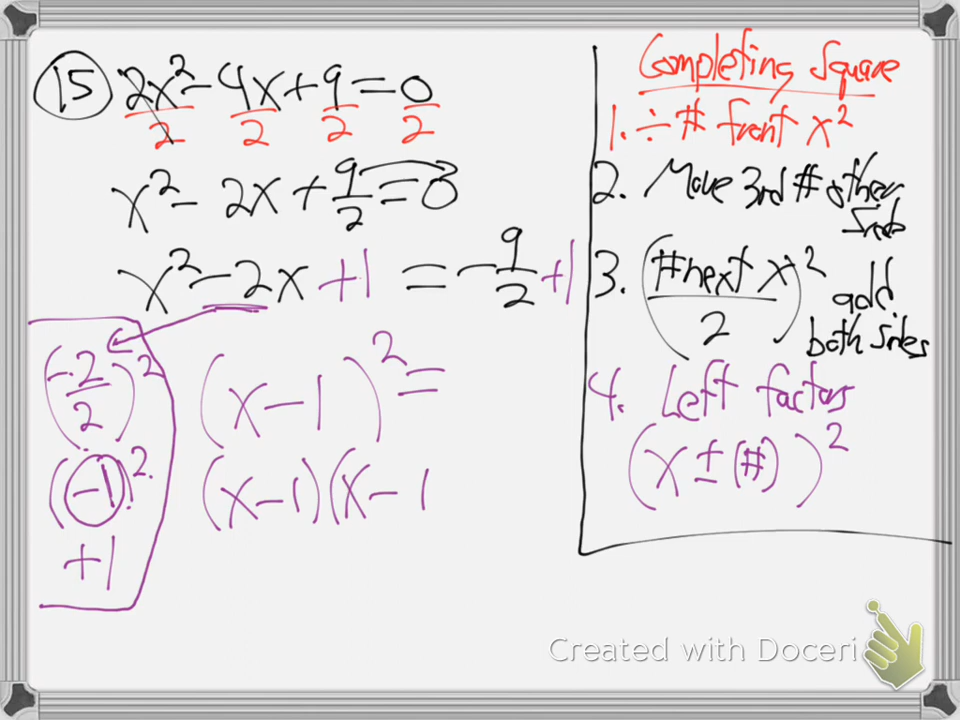 15 2x² - 4x + 9 = 0
2 2 2 2
x² - 2x + 9/2 = 0
x² - 2x + 1 = -9/2 + 1
(-2/2)²
(-1)²
+1
(x - 1)² =
(x - 1)(x - 1
Completing Square
1. ÷ # front x²
2. Move 3rd # other
Side
3. (#next x/2)² add
both sides
4. Left factors
(x ± (#))²
Created with Doceri